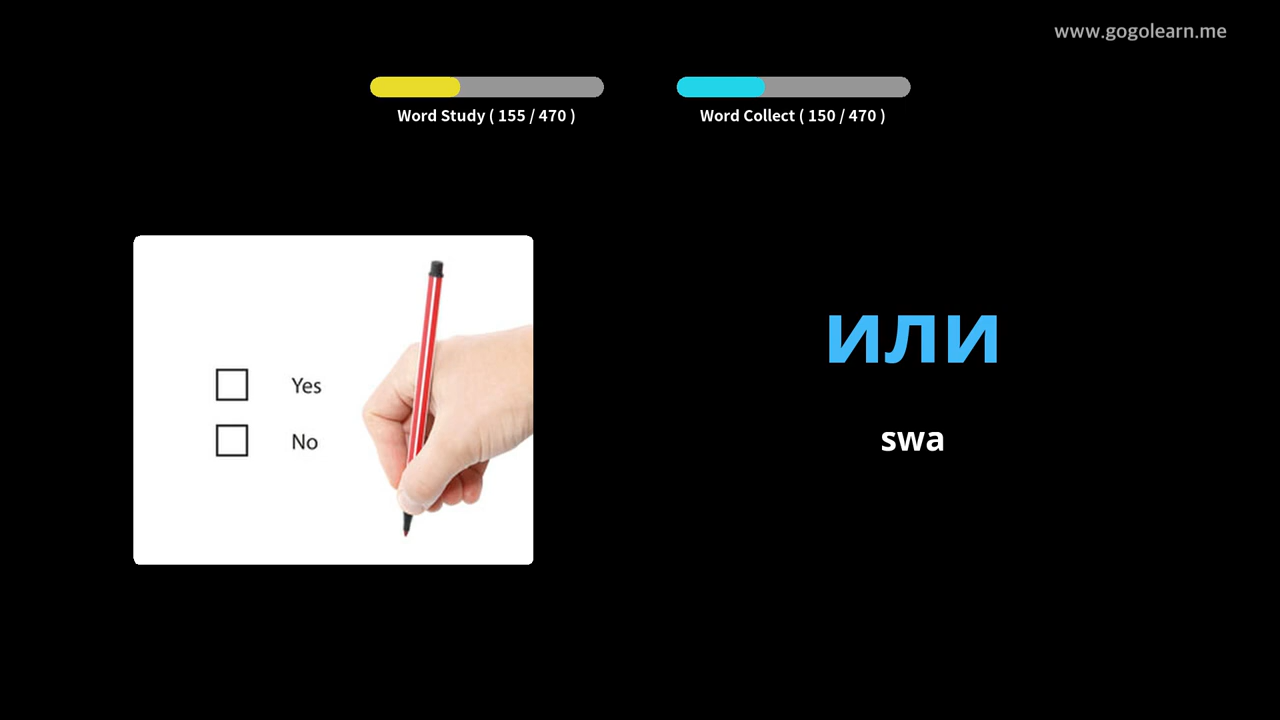 www.gogolearn.me
Word Study ( 155 / 470 )
Word Collect ( 150 / 470 )
Yes
No
или
swa